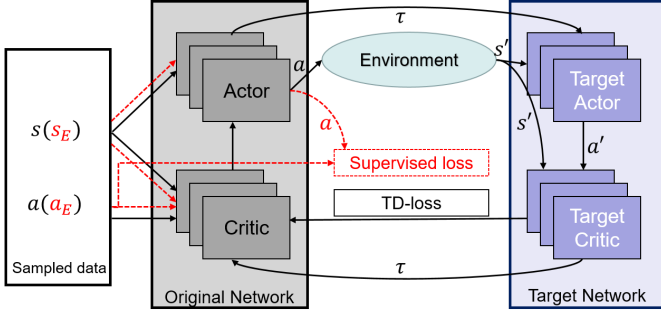 τ
s(s_E)
a(a_E)
Sampled data
Actor
Critic
Original Network
a
Environment
s′
a
Supervised loss
TD-loss
τ
s′
Target
Actor
a′
Target
Critic
Target Network